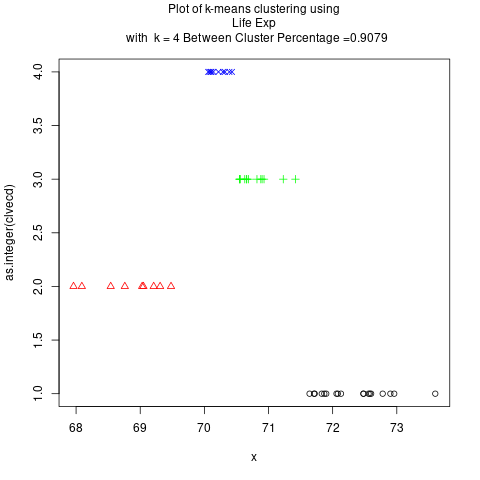 Plot of k-means clustering using
Life Exp
with  k = 4 Between Cluster Percentage =0.9079
4.0
3.5
3.0
2.5
2.0
1.5
1.0
as.integer(clvecd)
68 69 70 71 72 73
x